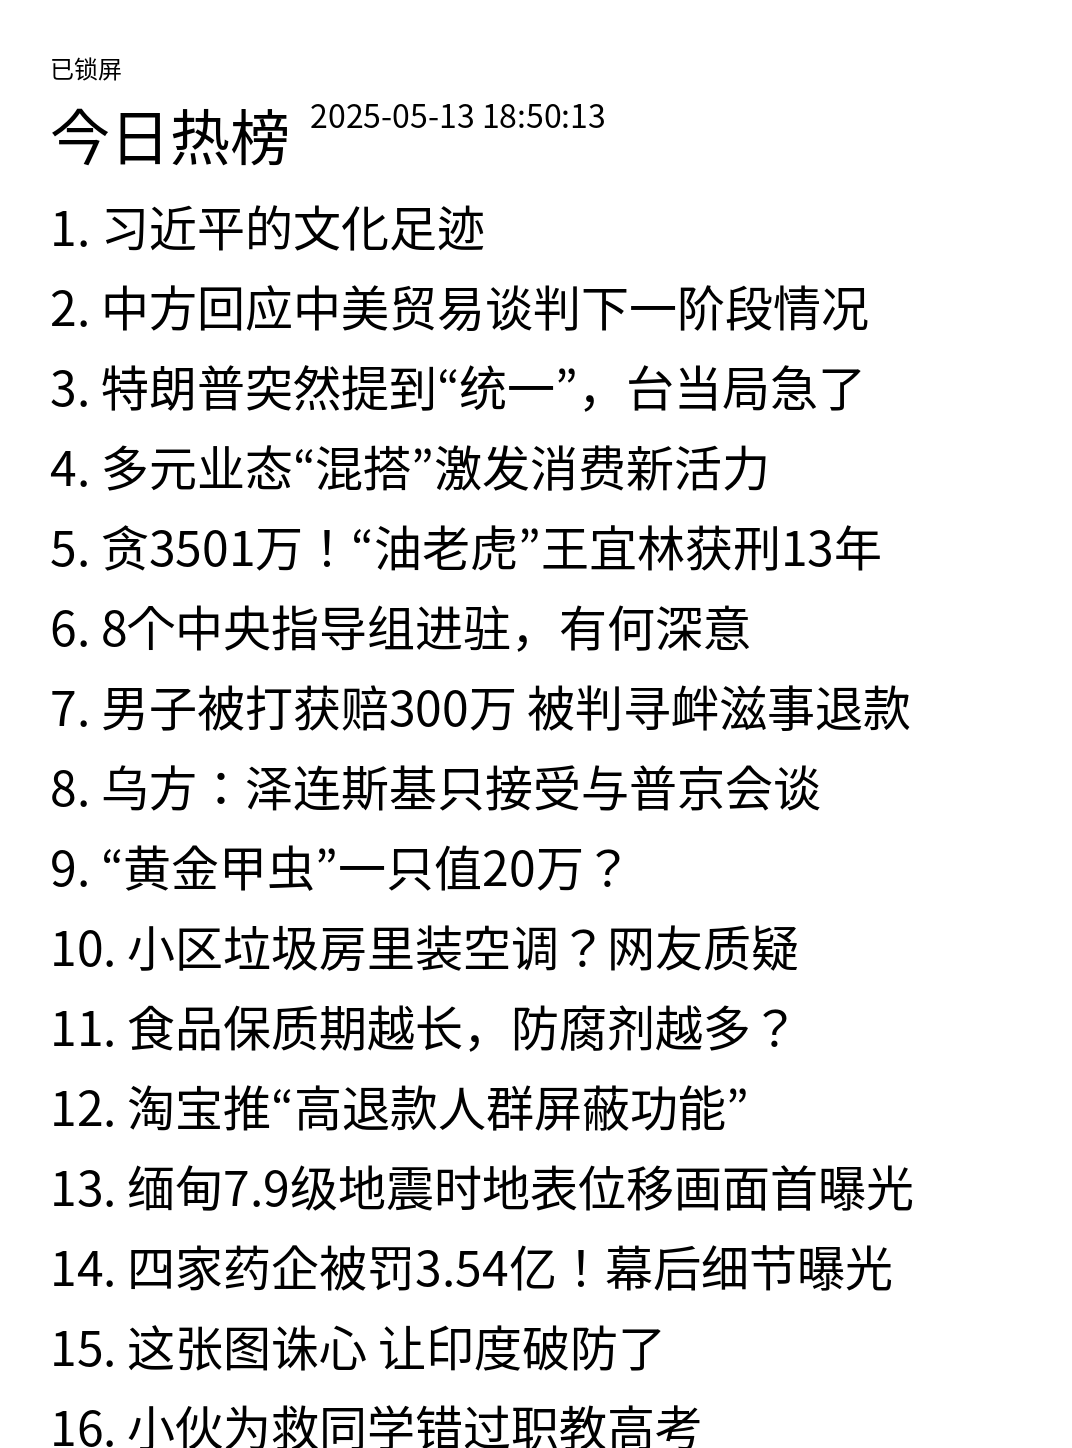 已锁屏
今日热榜 2025-05-13 18:50:13
1. 习近平的文化足迹
2. 中方回应中美贸易谈判下一阶段情况
3. 特朗普突然提到“统一”，台当局急了
4. 多元业态“混搭”激发消费新活力
5. 贪3501万！“油老虎”王宜林获刑13年
6. 8个中央指导组进驻，有何深意
7. 男子被打获赔300万 被判寻衅滋事退款
8. 乌方：泽连斯基只接受与普京会谈
9. “黄金甲虫”一只值20万？
10. 小区垃圾房里装空调？网友质疑
11. 食品保质期越长，防腐剂越多？
12. 淘宝推“高退款人群屏蔽功能”
13. 缅甸7.9级地震时地表位移画面首曝光
14. 四家药企被罚3.54亿！幕后细节曝光
15. 这张图诛心 让印度破防了
16. 小伙为救同学错过职教高考